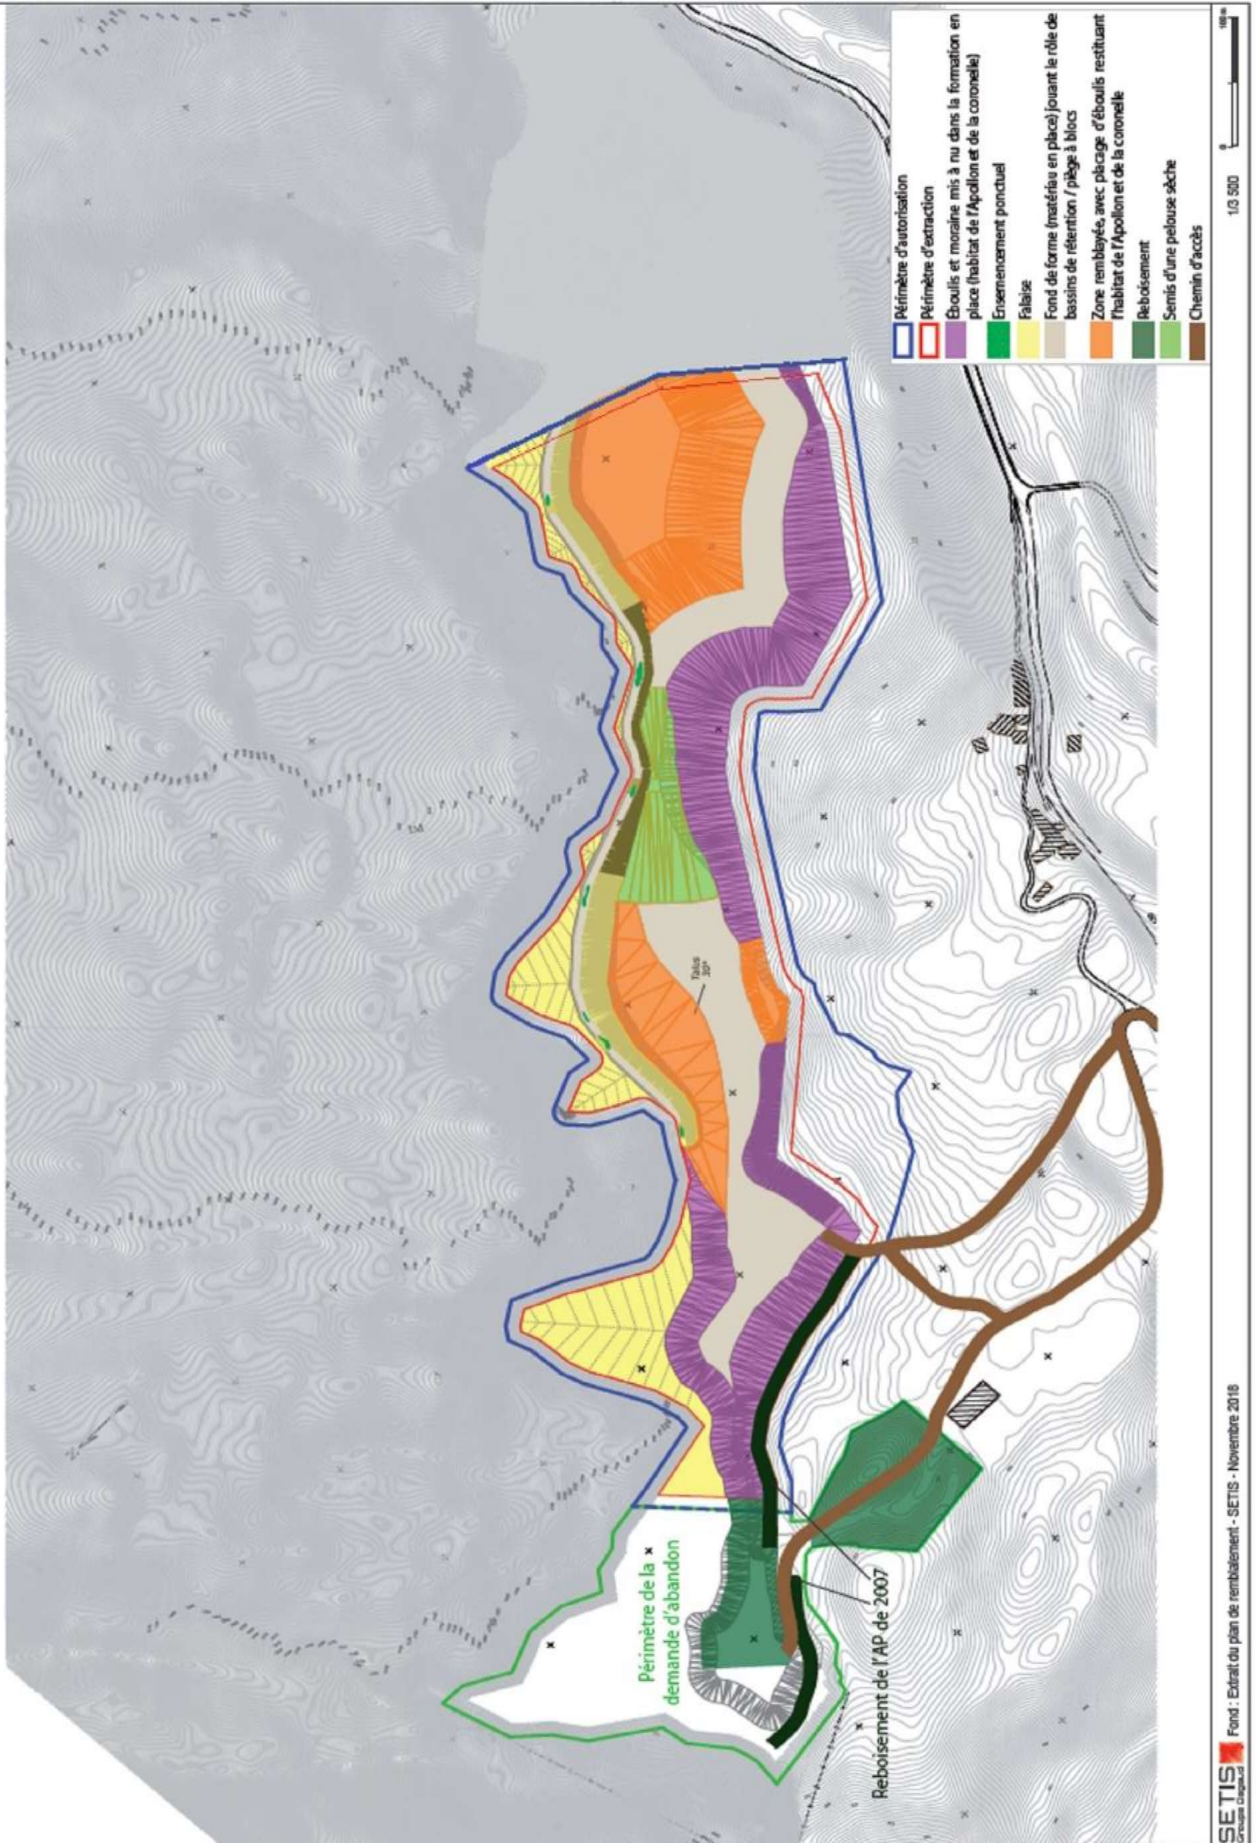 Périmètre d'autorisation
Périmètre d'extraction
Éboulis et moraine mis à nu dans la formation en
place (habitat de l'Apollon et de la coronelle)
Ensemencement ponctuel
Falaise
Fond de forme (matériau en place) jouant le rôle de
bassins de rétention / piège à blocs
Zone remblayée, avec placage d'éboulis restituant
l'habitat de l'Apollon et de la coronelle
Reboisement
Semis d'une pelouse sèche
Chemin d'accès
Talus
30°
Périmètre de la
demande d'abandon
Reboisement de l'AP de 2007
N
0
100 m
1/3 500
SETIS
Groupe Degaud
Fond : Extrait du plan de remblaiement - SETIS - Novembre 2018